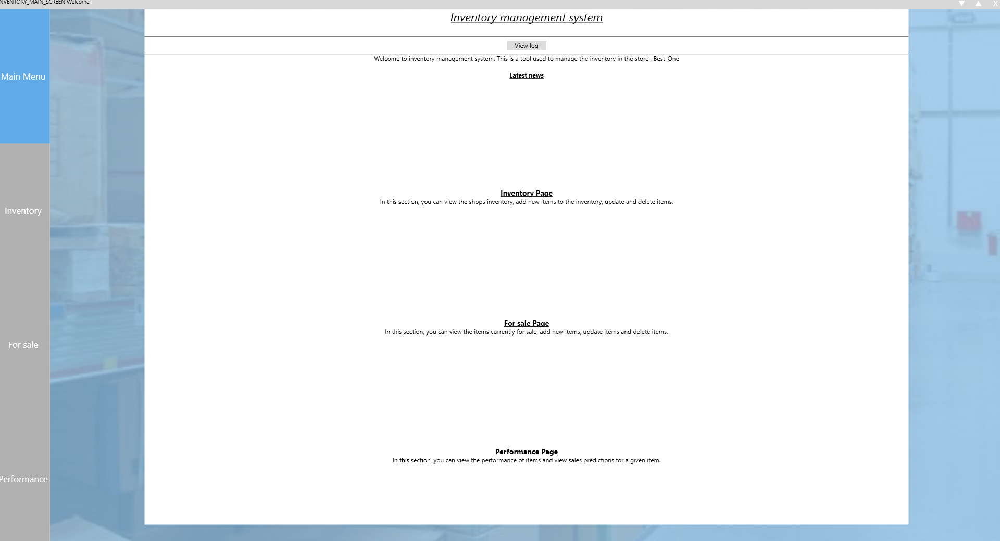 NVENTORY_MAIN_SCREEN Welcome
X
Inventory management system
View log
Welcome to inventory management system. This is a tool used to manage the inventory in the store , Best-One
Latest news
Main Menu
Inventory Page
In this section, you can view the shops inventory, add new items to the inventory, update and delete items.
Inventory
For sale Page
In this section, you can view the items currently for sale, add new items, update items and delete items.
For sale
Performance Page
In this section, you can view the performance of items and view sales predictions for a given item.
Performance